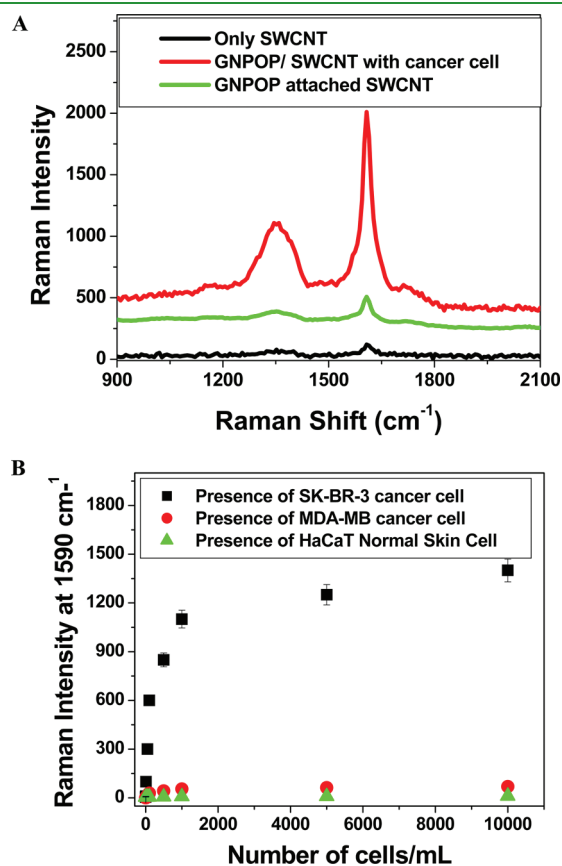 A
Only SWCNT
GNPOP/ SWCNT with cancer cell
GNPOP attached SWCNT
Raman Intensity
2500
2000
1500
1000
500
0
900 1200 1500 1800 2100
Raman Shift (cm⁻¹)
B
Presence of SK-BR-3 cancer cell
Presence of MDA-MB cancer cell
Presence of HaCaT Normal Skin Cell
Raman Intensity at 1590 cm-¹
1800
1500
1200
900
600
300
0
0 2000 4000 6000 8000 10000
Number of cells/mL